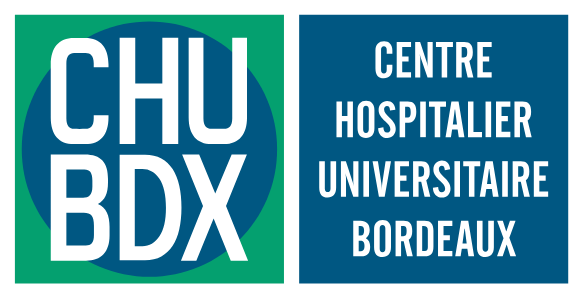 CHU
BDX
CENTRE
HOSPITALIER
UNIVERSITAIRE
BORDEAUX